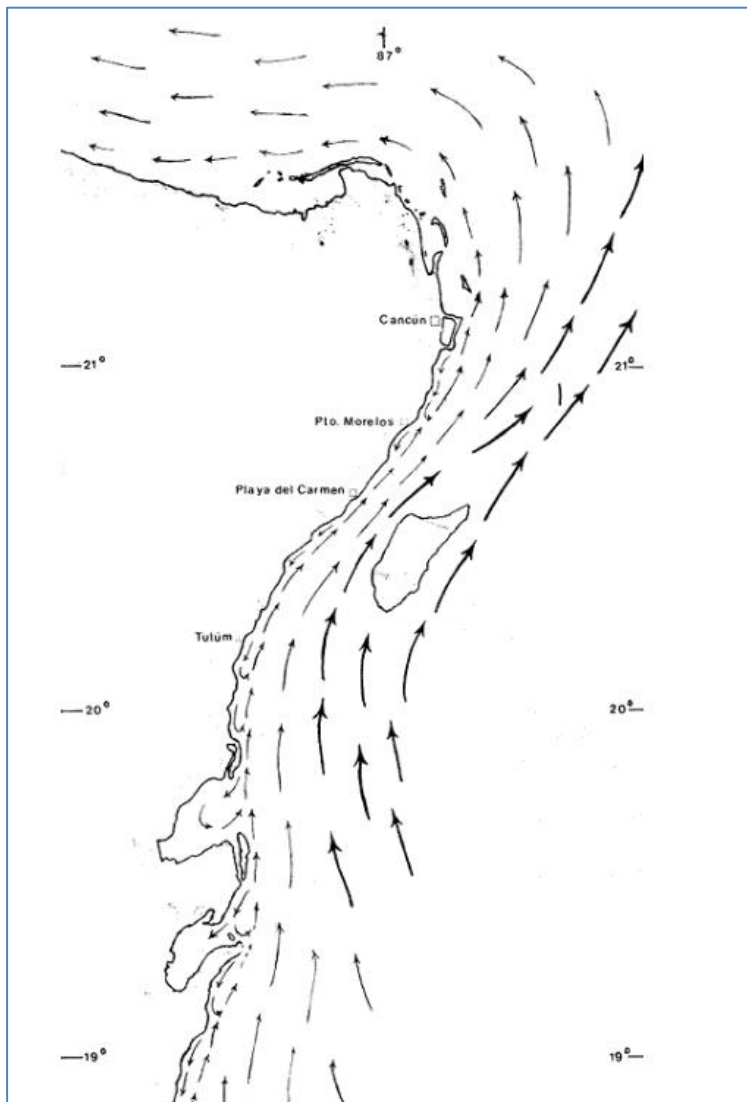 87°
Cancún
21° 21°
Pto. Morelos
Playa del Carmen
Tulúm
20° 20°
19° 19°